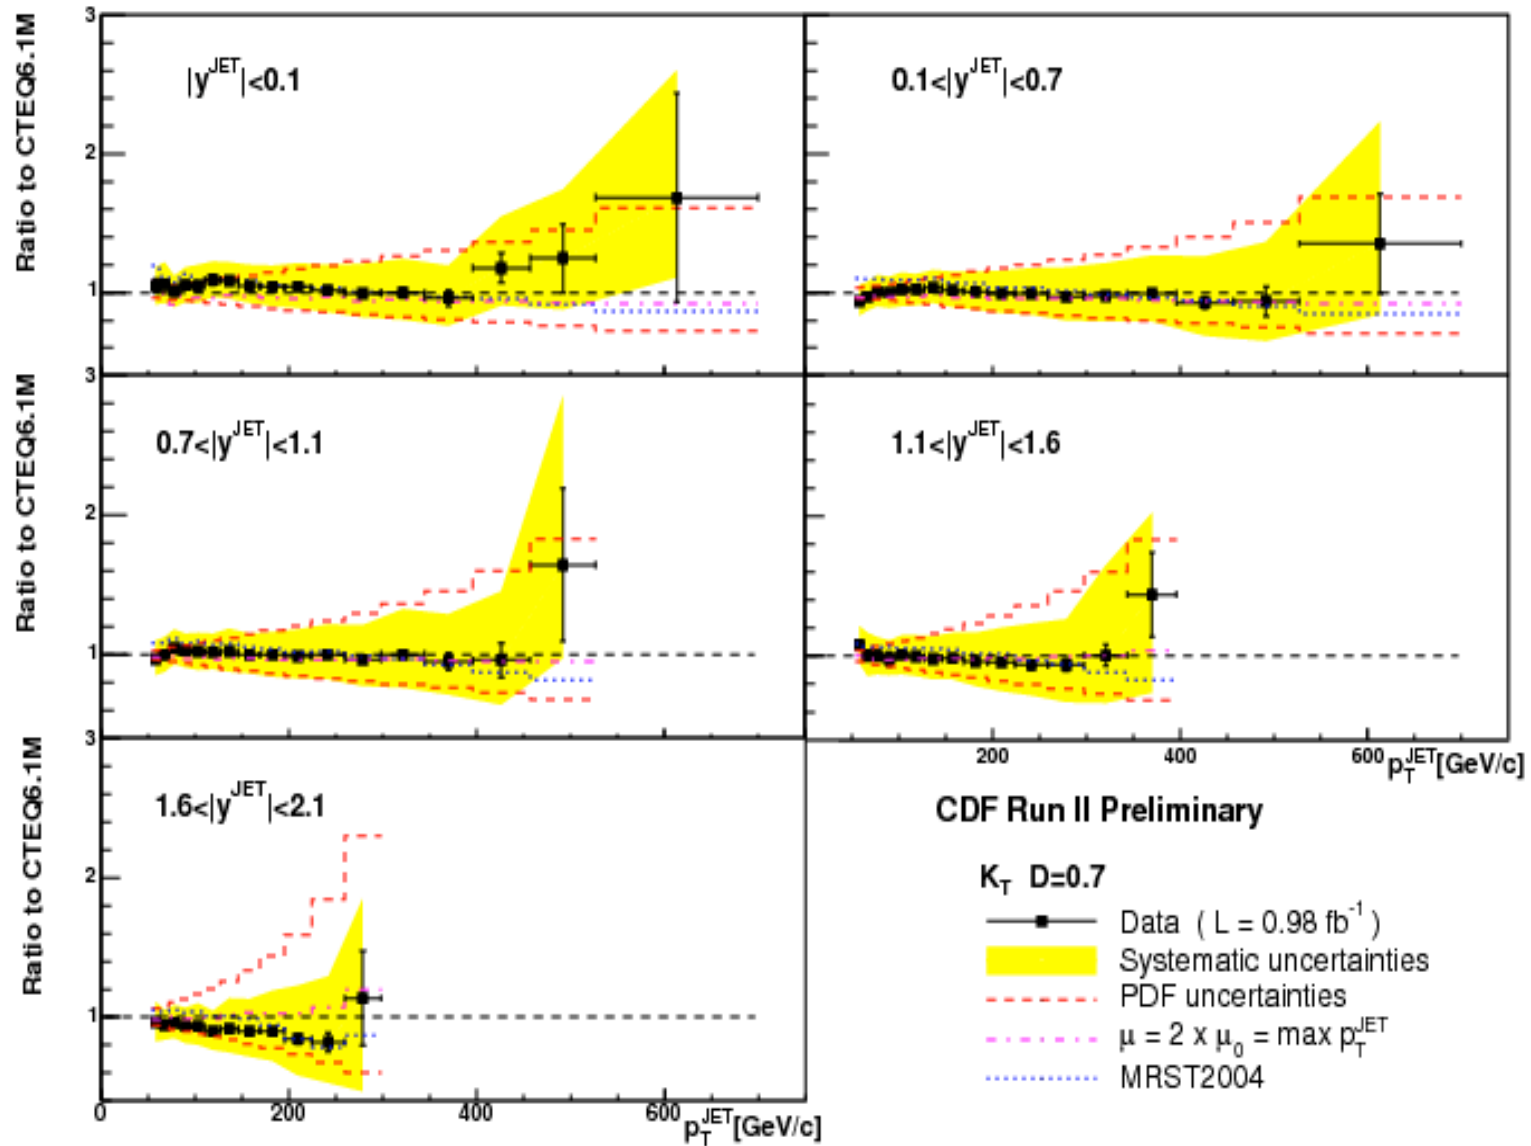 Ratio to CTEQ6.1M
3
2
1
|y^JET|<0.1
0.1<|y^JET|<0.7
Ratio to CTEQ6.1M
3
2
1
0.7<|y^JET|<1.1
1.1<|y^JET|<1.6
200 400 600 p_T^JET[GeV/c]
Ratio to CTEQ6.1M
3
2
1
1.6<|y^JET|<2.1
0 200 400 600 p_T^JET[GeV/c]
CDF Run II Preliminary
K_T D=0.7
Data ( L = 0.98 fb^-1 )
Systematic uncertainties
PDF uncertainties
μ = 2 x μ_0 = max p_T^JET
MRST2004